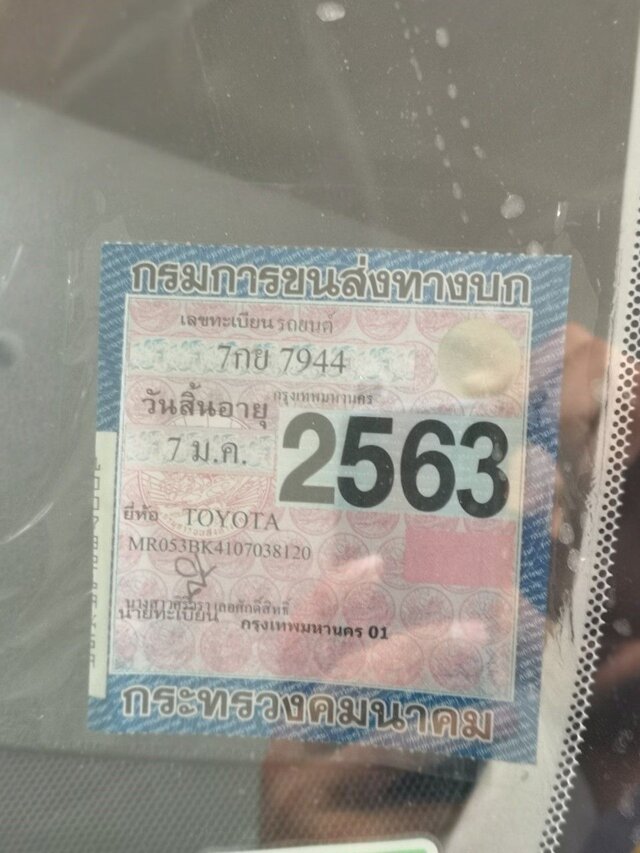 กรมการขนส่งทางบก
เลขทะเบียนรถยนต์
7กย 7944
กรุงเทพมหานคร
วันสิ้นอายุ
7 ม.ค.
2563
ยี่ห้อ TOYOTA
MR053BK4107038120
นายทะเบียน
กรุงเทพมหานคร 01
กระทรวงคมนาคม